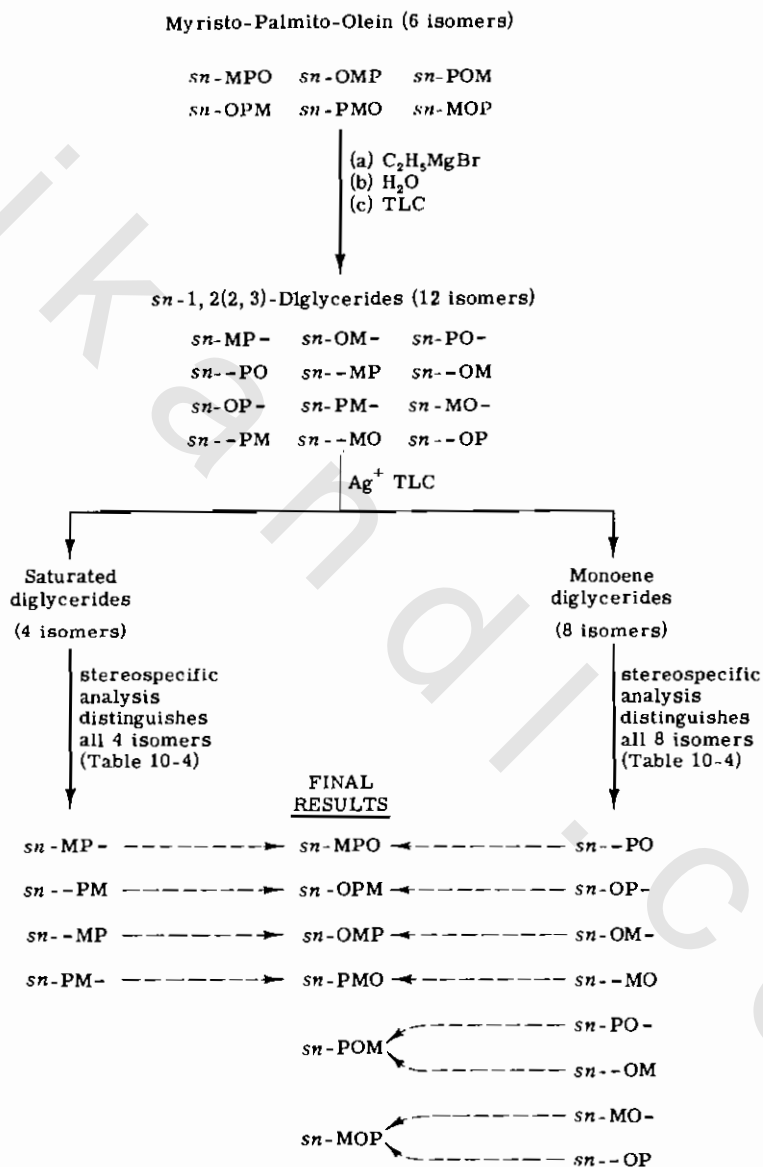 Myristo-Palmito-Olein (6 isomers)
sn-MPO sn-OMP sn-POM
sn-OPM sn-PMO sn-MOP
(a) C₂H₅MgBr
(b) H₂O
(c) TLC
sn-1, 2(2, 3)-Diglycerides (12 isomers)
sn-MP- sn-OM- sn-PO-
sn--PO sn--MP sn--OM
sn-OP- sn-PM- sn-MO-
sn--PM sn--MO sn--OP
Ag⁺ TLC
Saturated
diglycerides
(4 isomers)
Monoene
diglycerides
(8 isomers)
stereospecific
analysis
distinguishes
all 4 isomers
(Table 10-4)
stereospecific
analysis
distinguishes
all 8 isomers
(Table 10-4)
FINAL
RESULTS
sn-MP- sn-MPO sn--PO
sn--PM sn-OPM sn-OP-
sn--MP sn-OMP sn-OM-
sn-PM- sn-PMO sn--MO
sn-PO-
sn-POM
sn--OM
sn-MO-
sn-MOP
sn--OP
ikandl.c